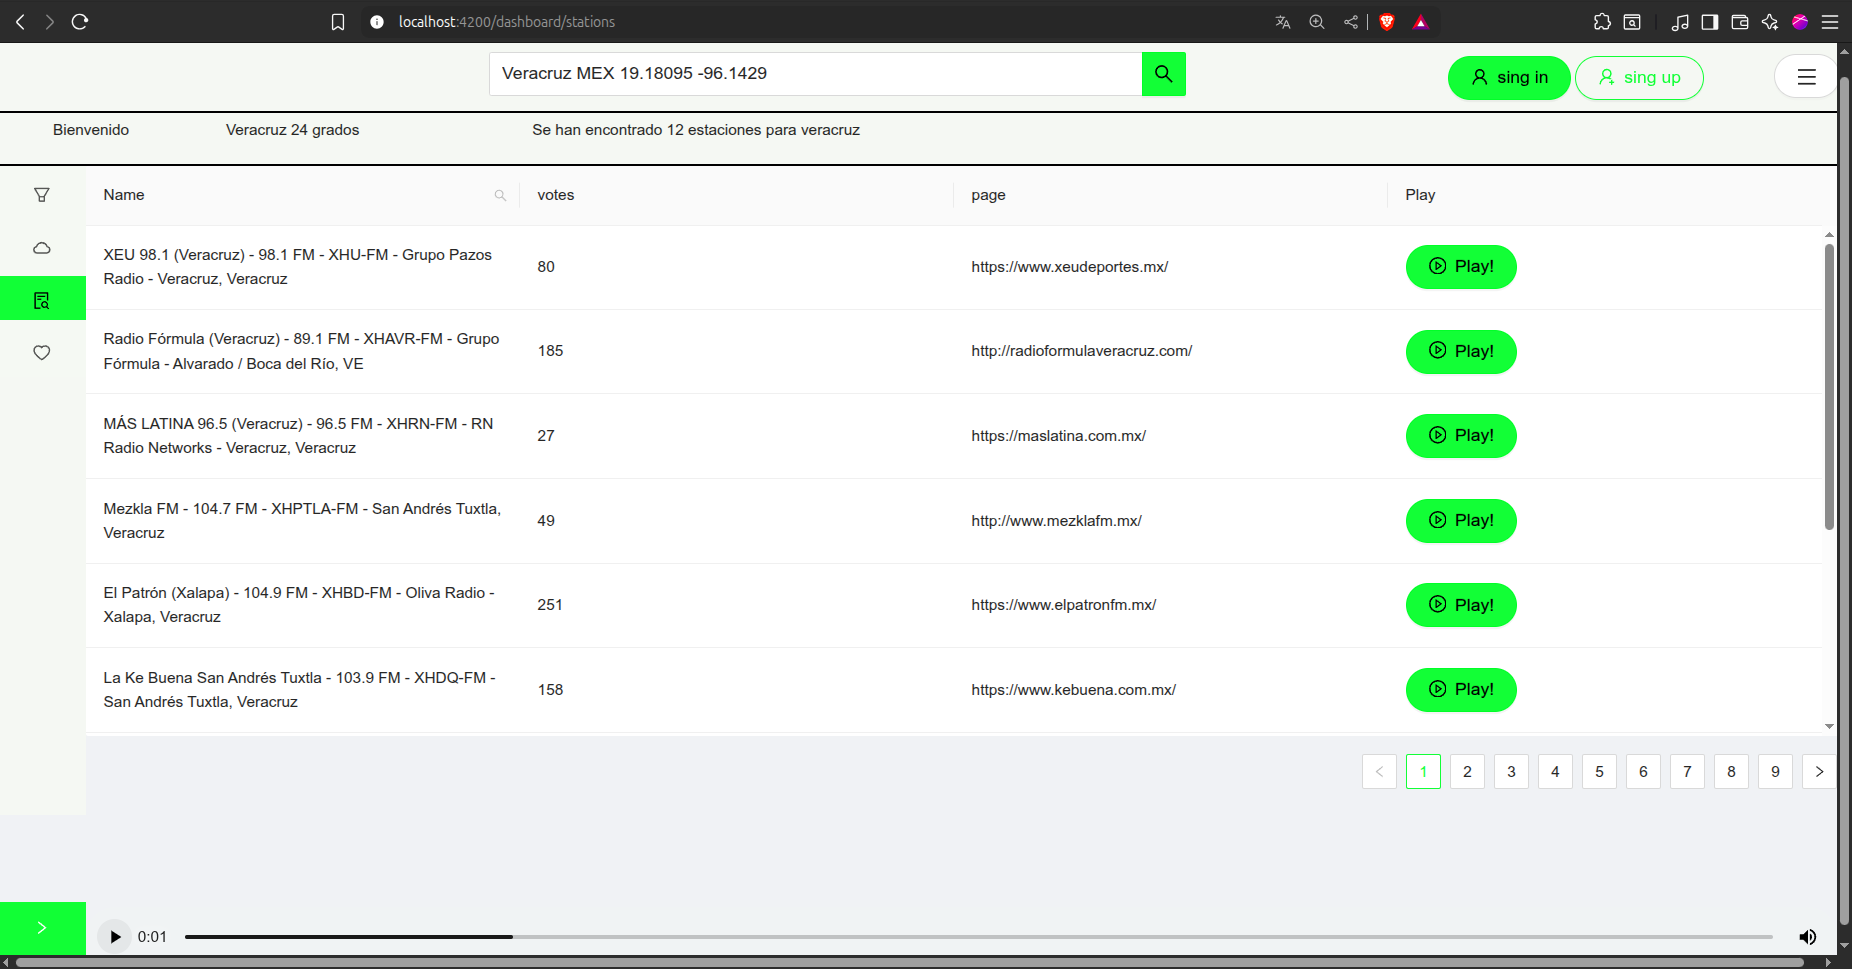 localhost:4200/dashboard/stations
Veracruz MEX 19.18095 -96.1429
sing in
sing up
Bienvenido
Veracruz 24 grados
Se han encontrado 12 estaciones para veracruz
Name
votes
page
Play
XEU 98.1 (Veracruz) - 98.1 FM - XHU-FM - Grupo Pazos
Radio - Veracruz, Veracruz
80
https://www.xeudeportes.mx/
Play!
Radio Fórmula (Veracruz) - 89.1 FM - XHAVR-FM - Grupo
Fórmula - Alvarado / Boca del Río, VE
185
http://radioformulaveracruz.com/
Play!
MÁS LATINA 96.5 (Veracruz) - 96.5 FM - XHRN-FM - RN
Radio Networks - Veracruz, Veracruz
27
https://maslatina.com.mx/
Play!
Mezkla FM - 104.7 FM - XHPTLA-FM - San Andrés Tuxtla,
Veracruz
49
http://www.mezklafm.mx/
Play!
El Patrón (Xalapa) - 104.9 FM - XHBD-FM - Oliva Radio -
Xalapa, Veracruz
251
https://www.elpatronfm.mx/
Play!
La Ke Buena San Andrés Tuxtla - 103.9 FM - XHDQ-FM -
San Andrés Tuxtla, Veracruz
158
https://www.kebuena.com.mx/
Play!
1 2 3 4 5 6 7 8 9
0:01